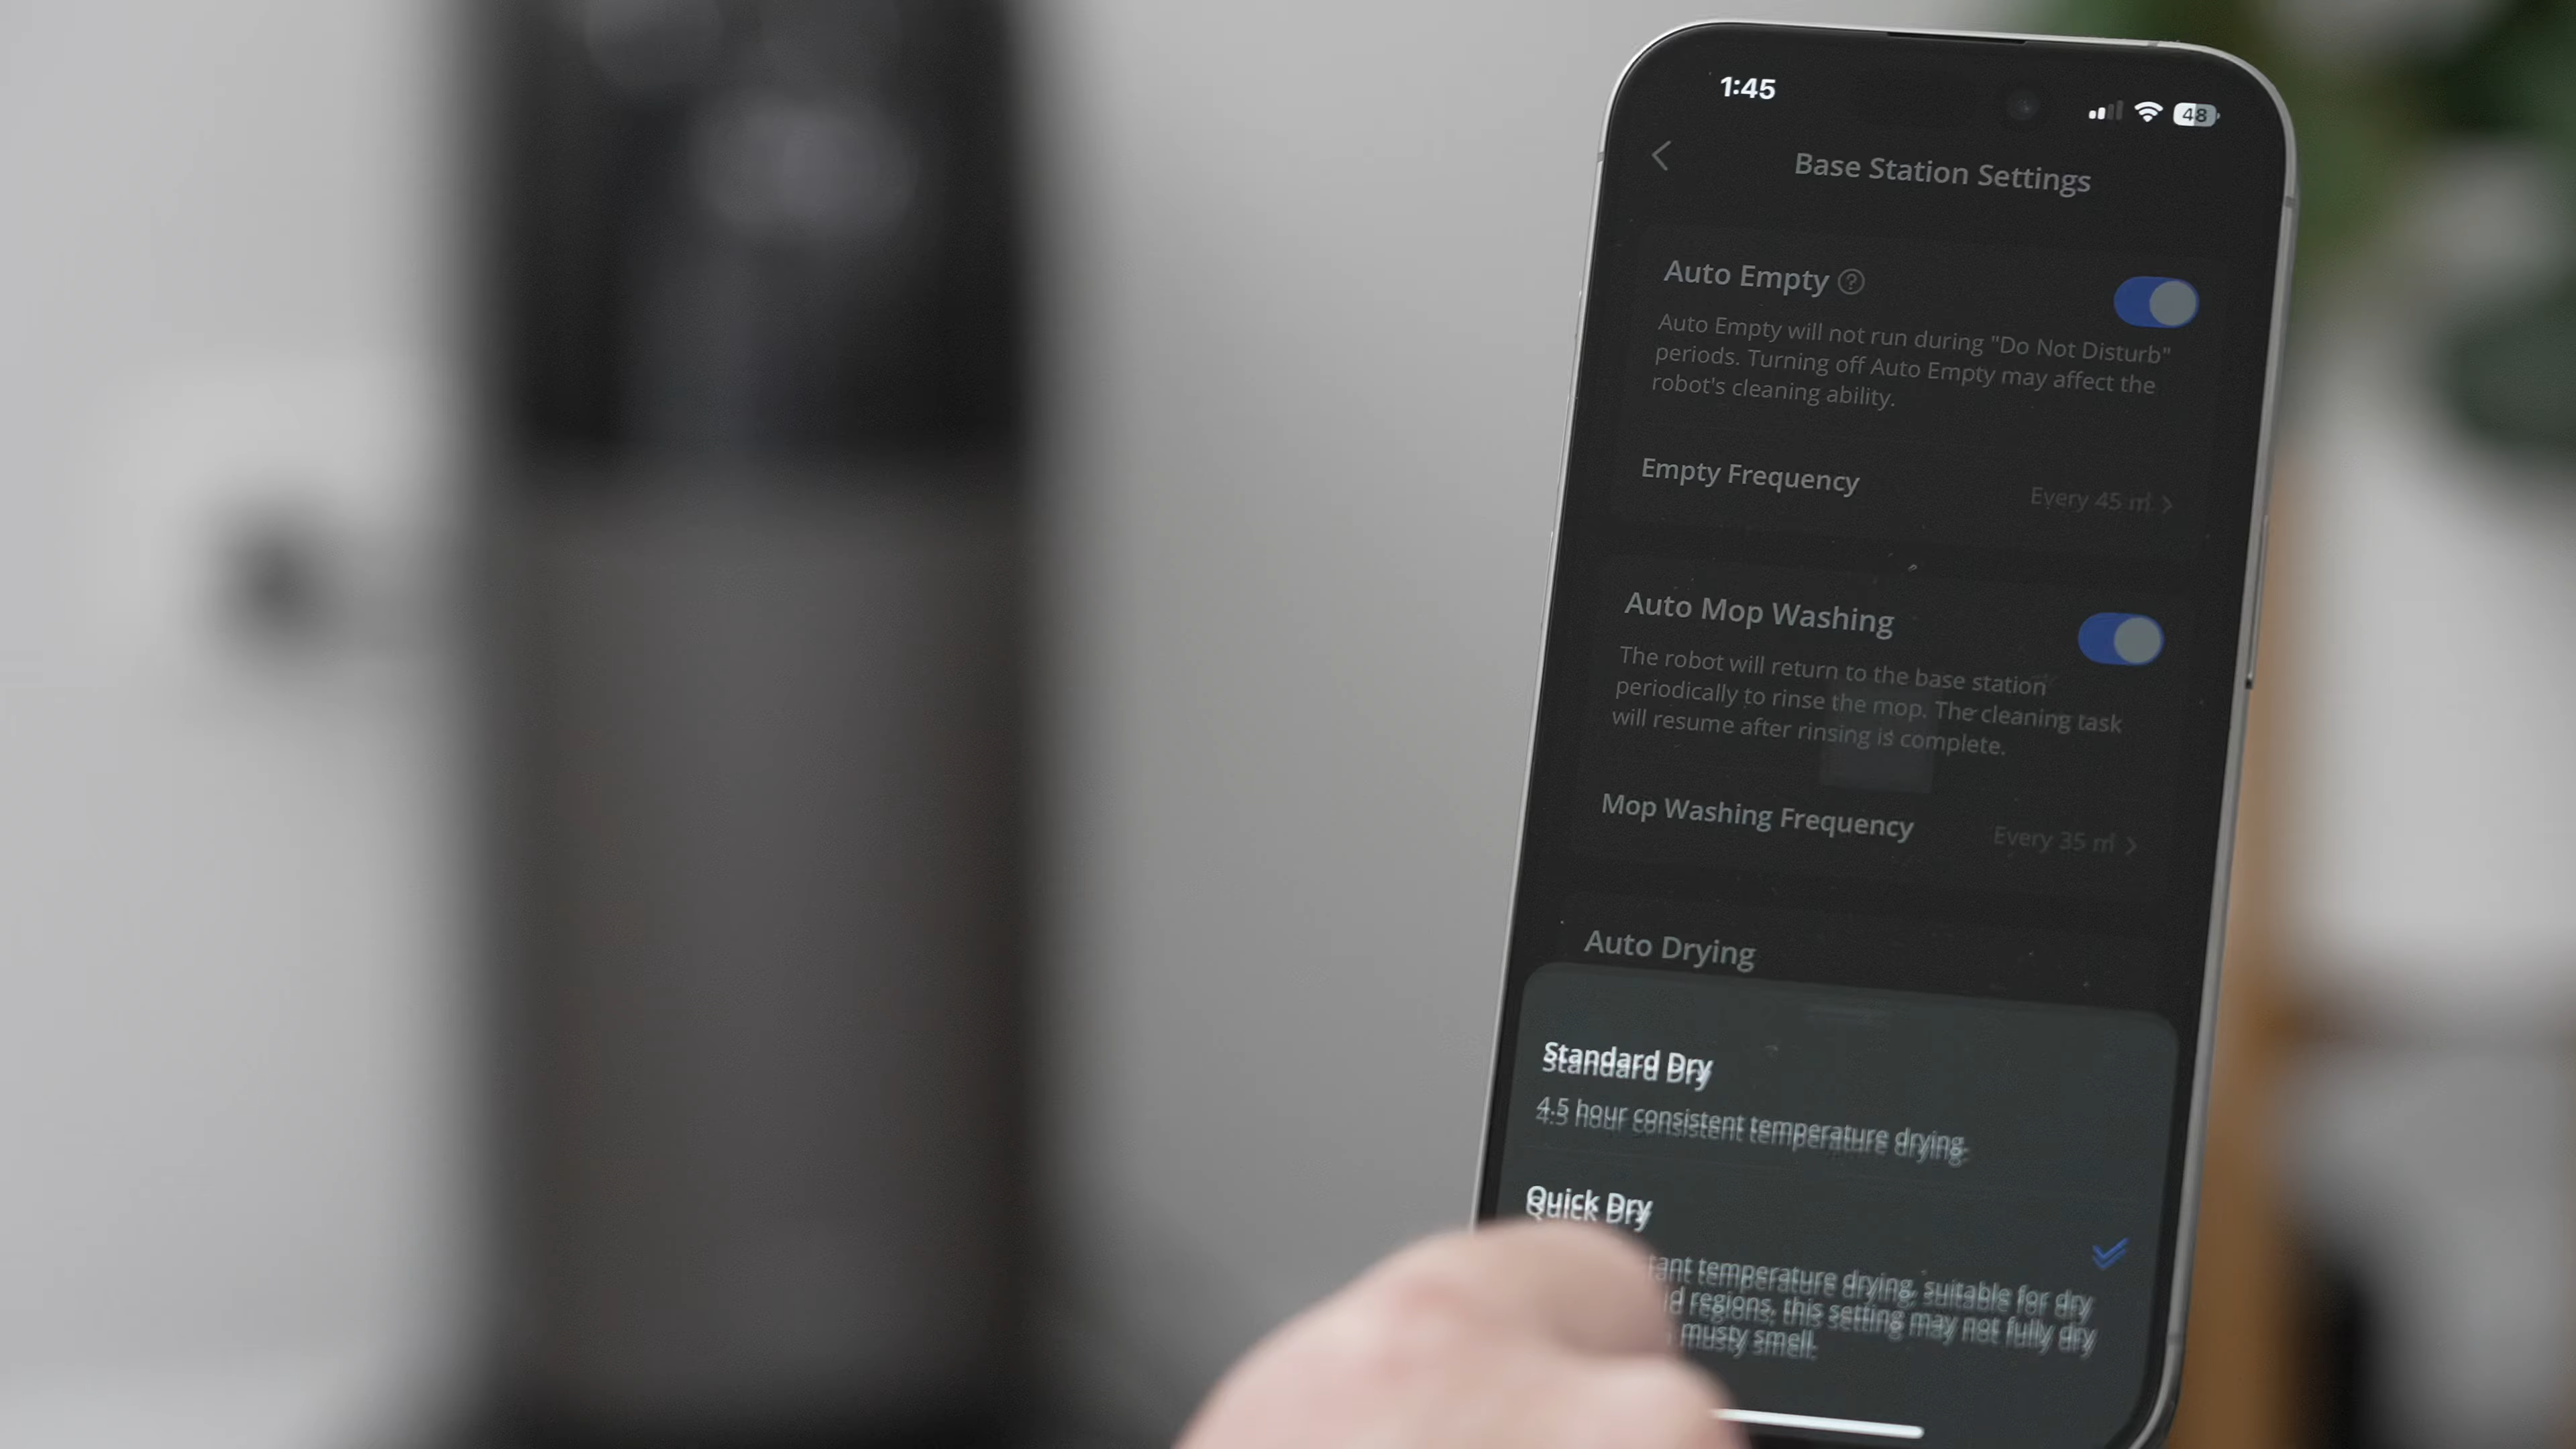 1:45
48
Base Station Settings
Auto Empty ?
Auto Empty will not run during "Do Not Disturb"
periods. Turning off Auto Empty may affect the
robot's cleaning ability.
Empty Frequency
Every 45 ㎡
Auto Mop Washing
The robot will return to the base station
periodically to rinse the mop. The cleaning task
will resume after rinsing is complete.
Mop Washing Frequency
Every 35 ㎡
Auto Drying
Standard Dry
4.5 hour consistent temperature drying
Quick Dry
temperature drying, suitable for dry
regions, this setting may not fully dry
musty smell.